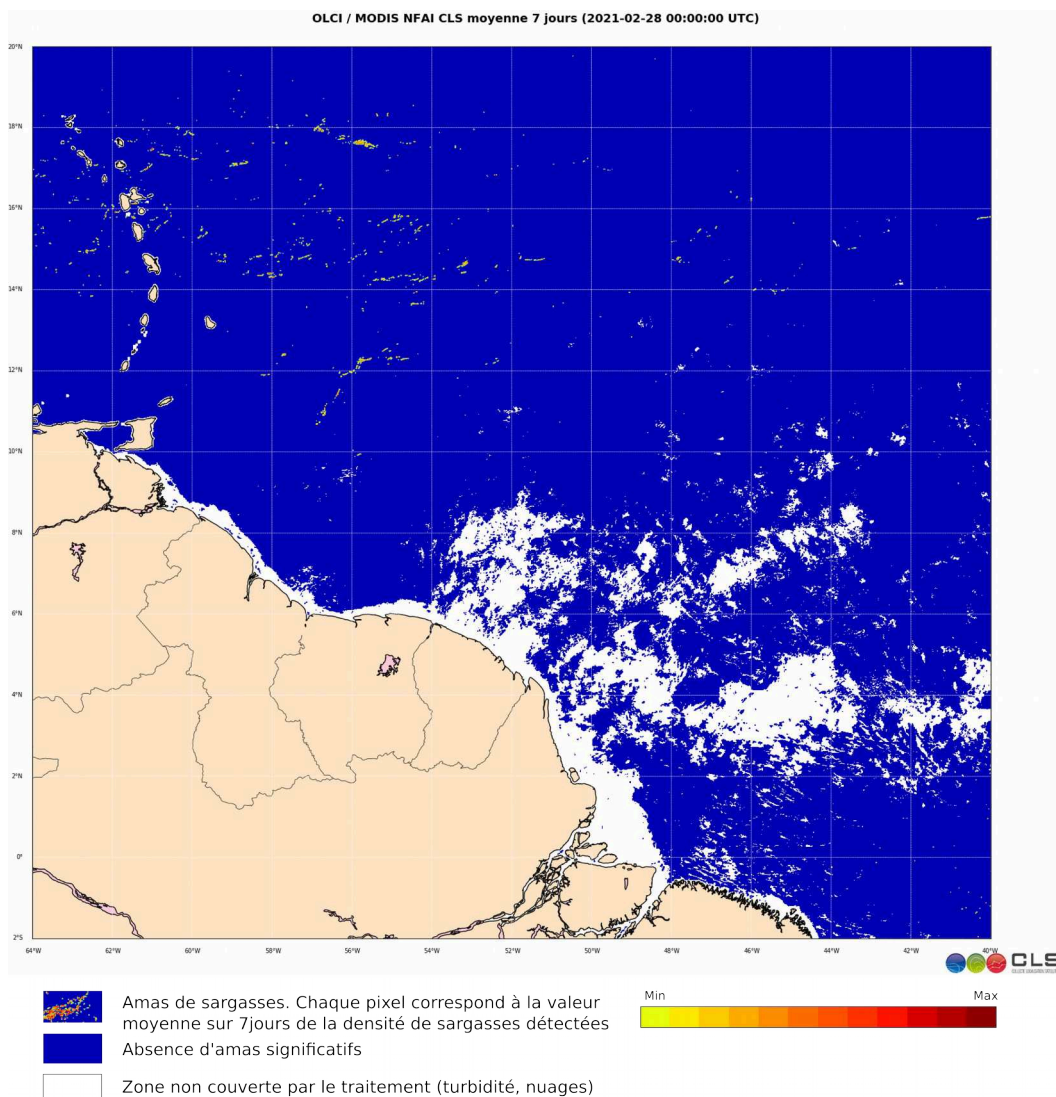 OLCI / MODIS NFAI CLS moyenne 7 jours (2021-02-28 00:00:00 UTC)
20°N
18°N
16°N
14°N
12°N
10°N
8°N
6°N
4°N
2°N
0°
2°S
64°W 62°W 60°W 58°W 56°W 54°W 52°W 50°W 48°W 46°W 44°W 42°W 40°W
CLS
Amas de sargasses. Chaque pixel correspond à la valeur
moyenne sur 7jours de la densité de sargasses détectées
Min Max
Absence d'amas significatifs
Zone non couverte par le traitement (turbidité, nuages)